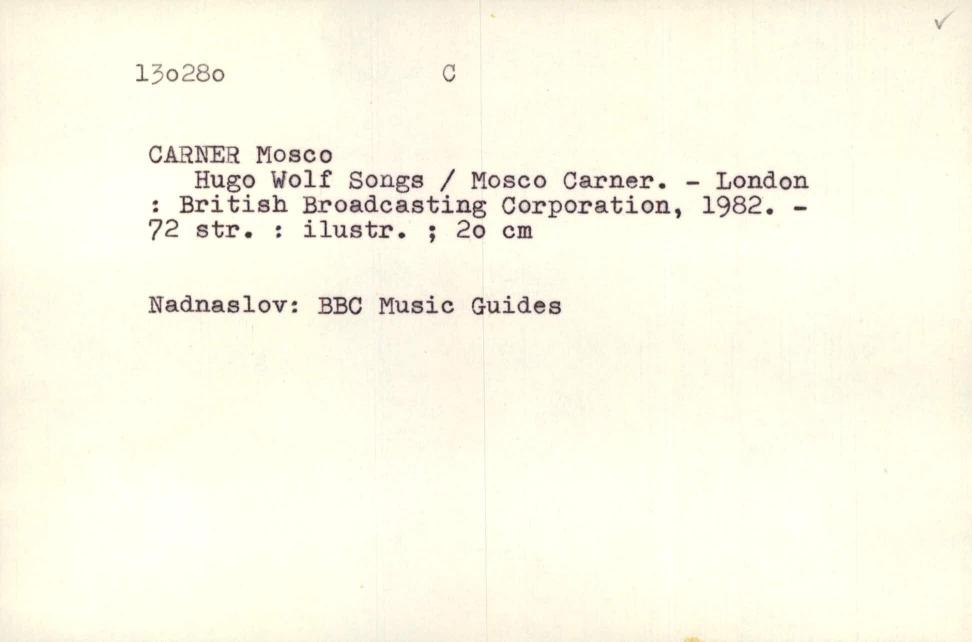 13o28o C
CARNER Mosco
Hugo Wolf Songs / Mosco Carner. - London
: British Broadcasting Corporation, 1982. -
72 str. : ilustr. ; 2o cm
Nadnaslov: BBC Music Guides